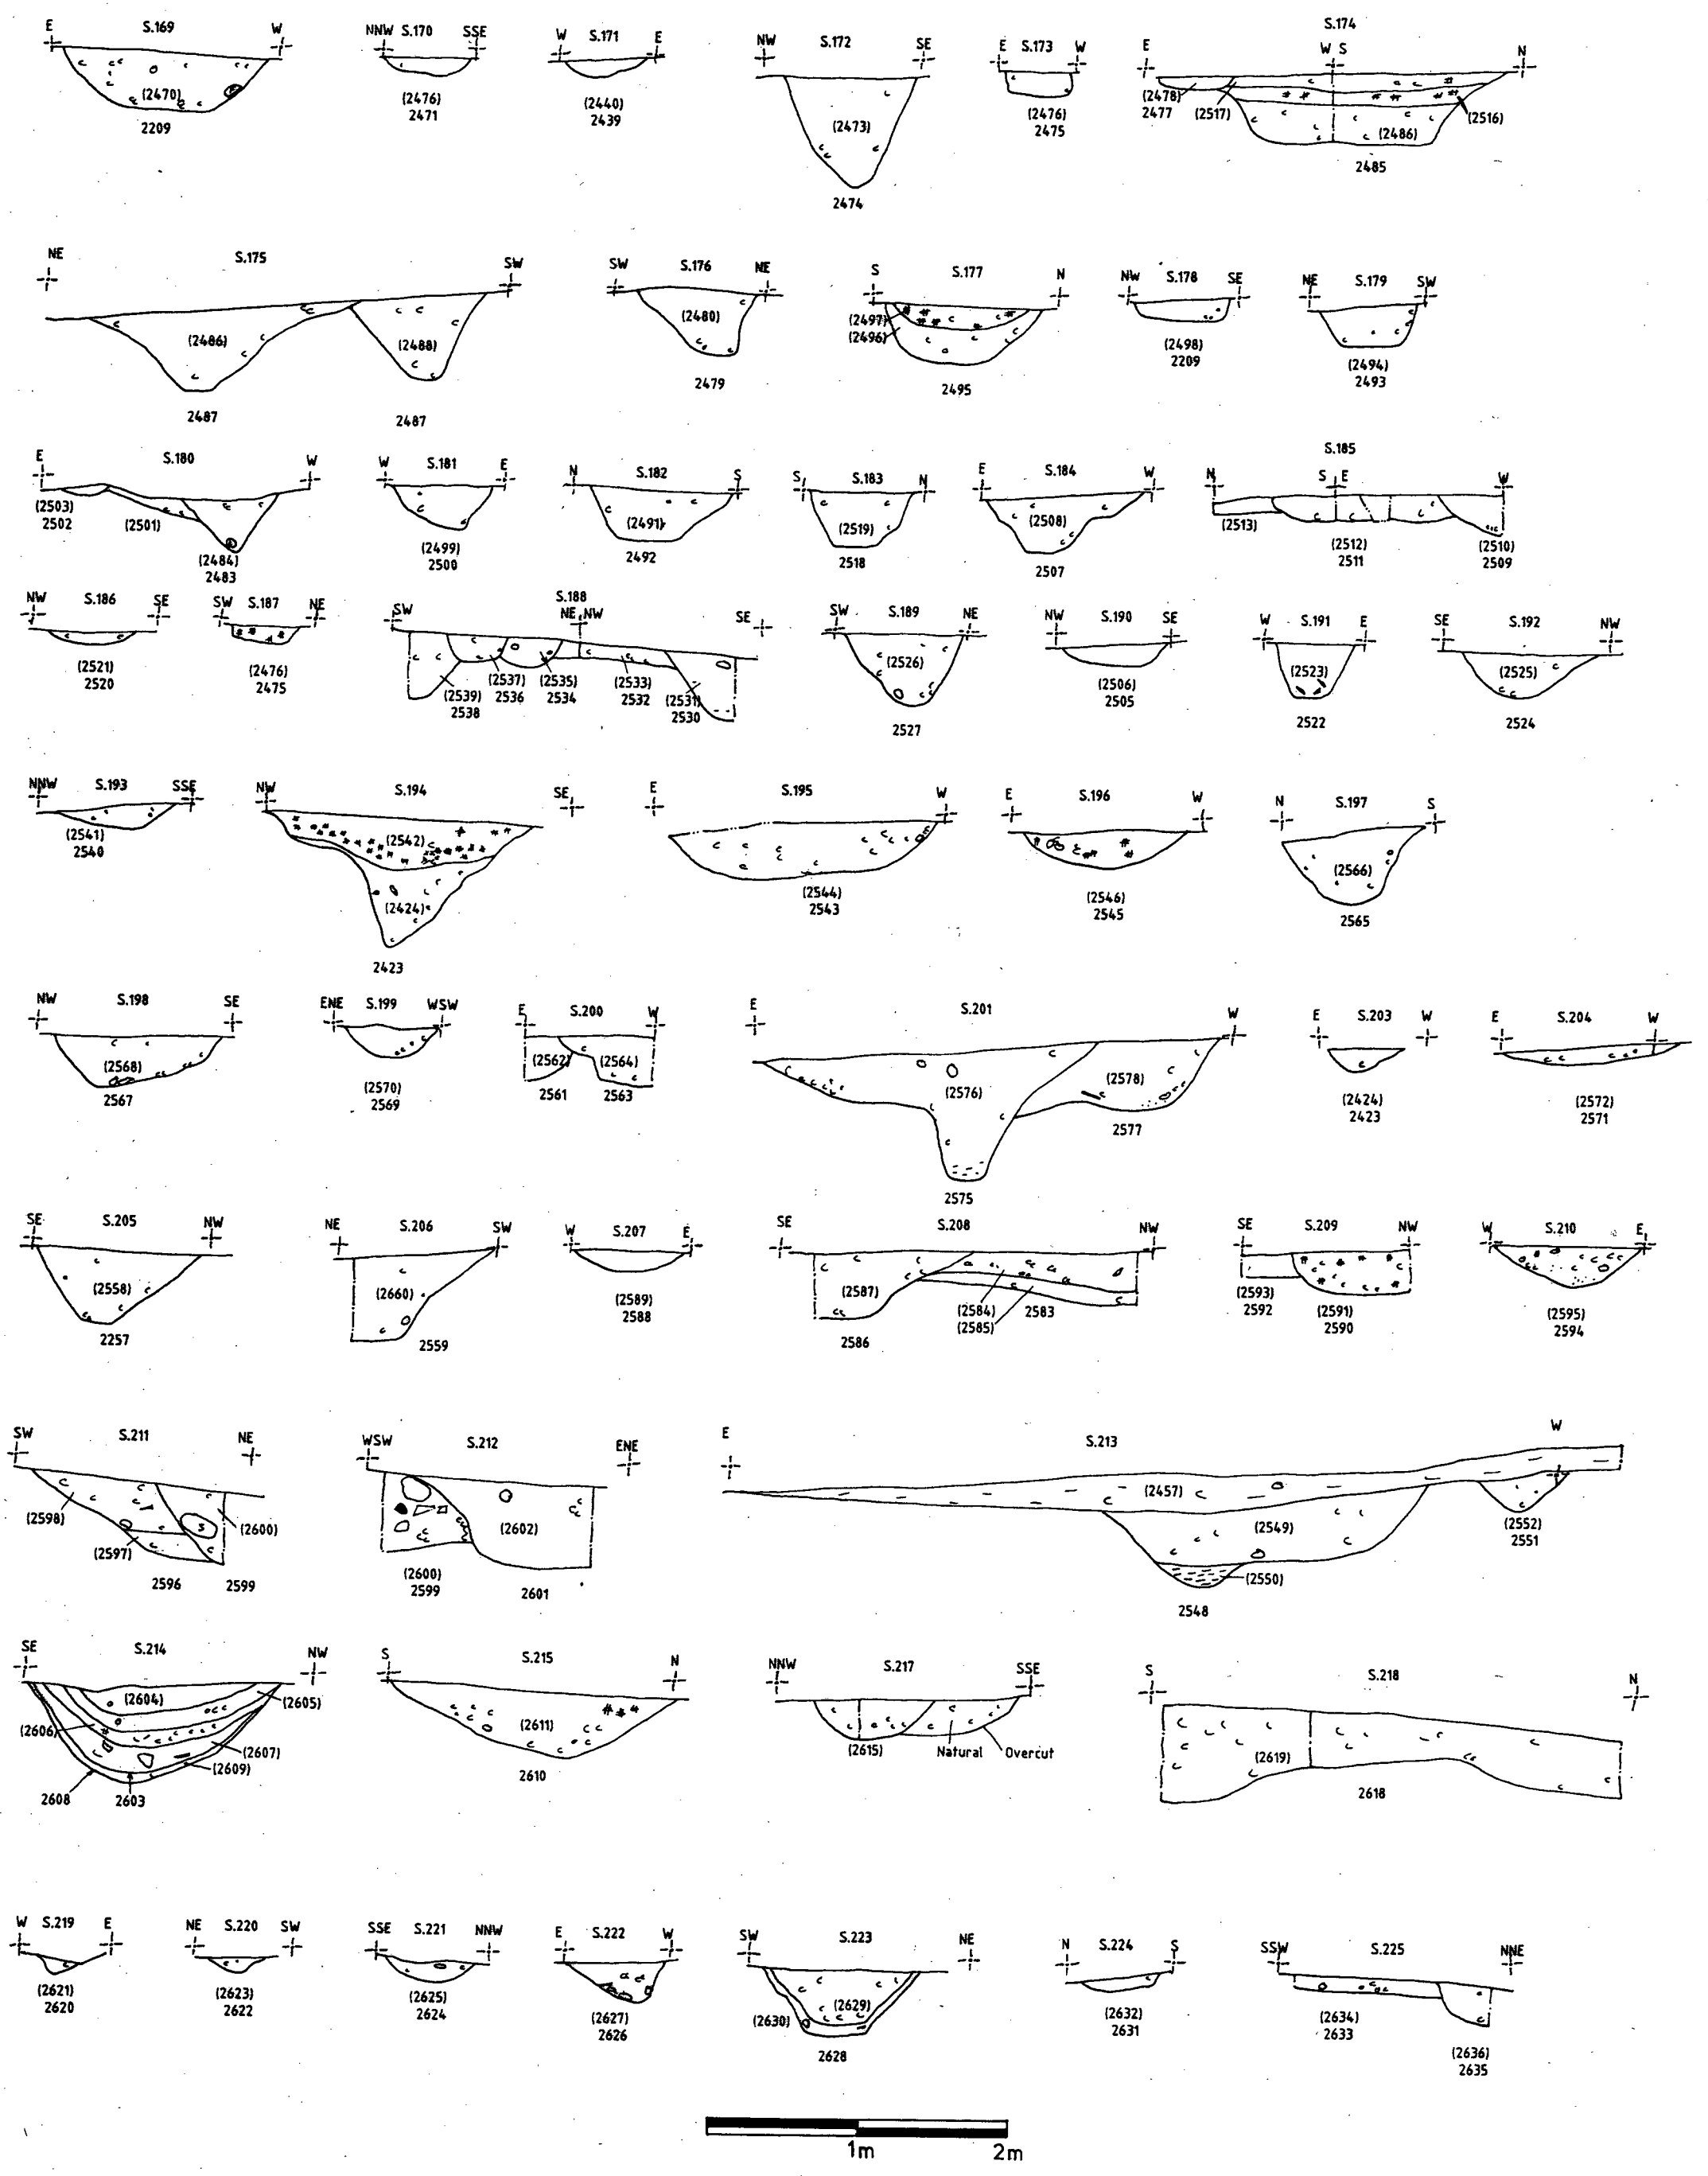 S.169
E W
(2470)
2209
S.170
NNW SSE
(2476)
2471
S.171
W E
(2440)
2439
S.172
NW SE
(2473)
2474
S.173
E W
(2476)
2475
S.174
E W S N
(2478)
2477
(2517)
(2486)
(2516)
2485
S.175
NE SW
(2486)
(2488)
2487
2487
S.176
SW NE
(2480)
2479
S.177
S N
(2497)
(2496)
2495
S.178
NW SE
(2498)
2209
S.179
NE SW
(2494)
2493
S.180
E W
(2503)
2502
(2501)
(2484)
2483
S.181
W E
(2499)
2500
S.182
N S
(2491)
2492
S.183
S N
(2519)
2518
S.184
E W
(2508)
2507
S.185
N S E W
(2513)
(2512)
2511
(2510)
2509
S.186
NW SE
(2521)
2520
S.187
SW NE
(2476)
2475
S.188
SW NE NW SE
(2539)
2538
(2537)
2536
(2535)
2534
(2533)
2532
(2531)
2530
S.189
SW NE
(2526)
2527
S.190
NW SE
(2506)
2505
S.191
W E
(2523)
2522
S.192
SE NW
(2525)
2524
S.193
NNW SSE
(2541)
2540
S.194
NW SE
(2542)
(2424)
2423
S.195
E W
(2544)
2543
S.196
E W
(2546)
2545
S.197
N S
(2566)
2565
S.198
NW SE
(2568)
2567
S.199
ENE WSW
(2570)
2569
S.200
E W
(2562)
(2564)
2561
2563
S.201
E W
(2576)
(2578)
2577
2575
S.203
E W
(2424)
2423
S.204
E W
(2572)
2571
S.205
SE NW
(2558)
2257
S.206
NE SW
(2660)
2559
S.207
W E
(2589)
2588
S.208
SE NW
(2587)
2586
(2584)
(2585)
2583
S.209
SE NW
(2593)
2592
(2591)
2590
S.210
W E
(2595)
2594
S.211
SW NE
(2598)
(2597)
(2600)
2596
2599
S.212
WSW ENE
(2602)
(2600)
2599
2601
S.213
E W
(2457)
(2549)
(2550)
2548
(2552)
2551
S.214
SE NW
(2604)
(2605)
(2606)
(2607)
(2609)
2608
2603
S.215
S N
(2611)
2610
S.217
NNW SSE
(2615)
Natural
Overcut
S.218
S N
(2619)
2618
S.219
W E
(2621)
2620
S.220
NE SW
(2623)
2622
S.221
SSE NNW
(2625)
2624
S.222
E W
(2627)
2626
S.223
SW NE
(2629)
(2630)
2628
S.224
N S
(2632)
2631
S.225
SSW NNE
(2634)
2633
(2636)
2635
1m
2m